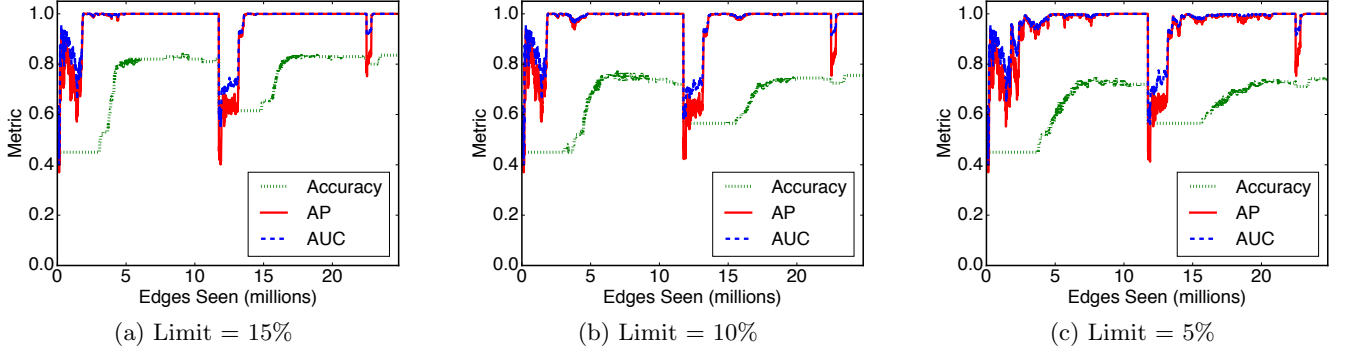 Metric
1.0
0.8
0.6
0.4
0.2
0.0
0 5 10 15 20
Edges Seen (millions)
Accuracy
AP
AUC
(a) Limit = 15%
Metric
1.0
0.8
0.6
0.4
0.2
0.0
0 5 10 15 20
Edges Seen (millions)
Accuracy
AP
AUC
(b) Limit = 10%
Metric
1.0
0.8
0.6
0.4
0.2
0.0
0 5 10 15 20
Edges Seen (millions)
Accuracy
AP
AUC
(c) Limit = 5%